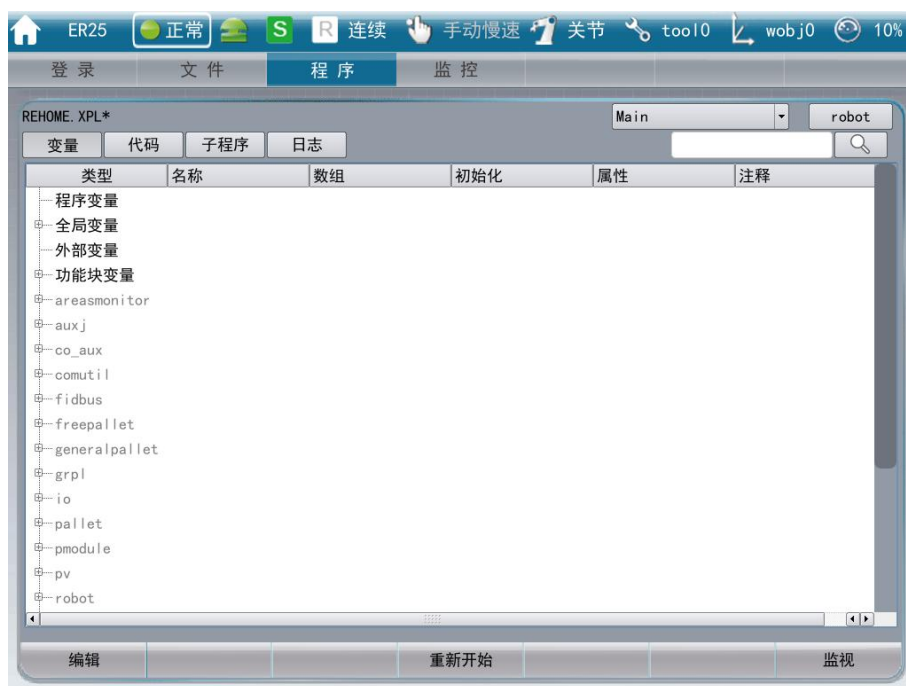 ER25 正常 S R 连续 手动慢速 关节 tool0 wobj0 10%
登录 文件 程序 监控
REHOME.XPL* Main robot
变量 代码 子程序 日志
类型 名称 数组 初始化 属性 注释
程序变量
全局变量
外部变量
功能块变量
areasmonitor
auxj
co_aux
comutil
fidbus
freepallet
generalpallet
grpl
io
pallet
pmodule
pv
robot
编辑 重新开始 监视